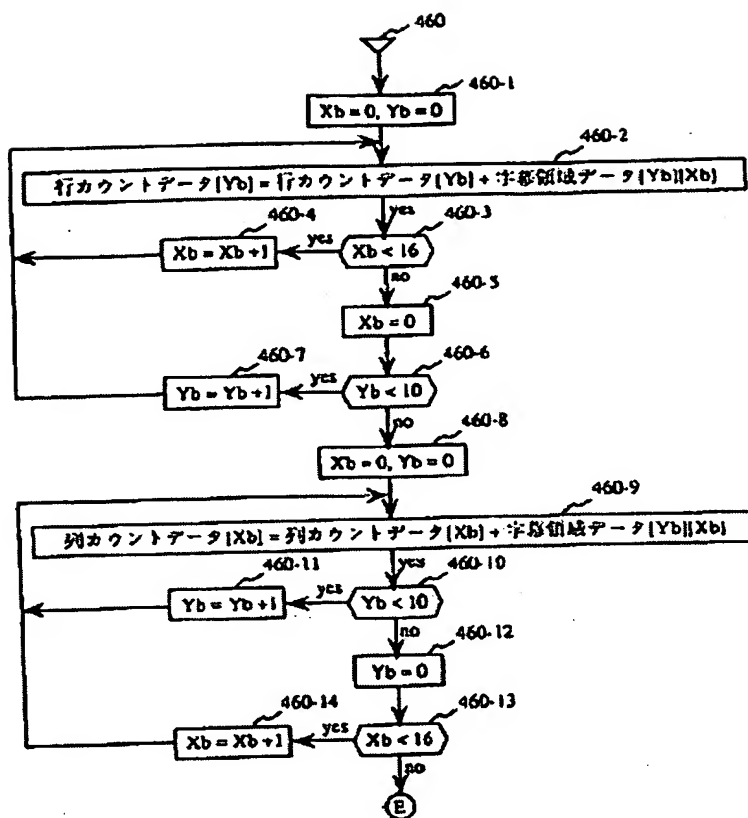 460
460-1
Xb=0, Yb=0
460-2
行カウントデータ[Yb]=行カウントデータ[Yb]+字幕領域データ[Yb][Xb]
yes
460-3
460-4
Xb<16
yes
Xb=Xb+1
no
460-5
Xb=0
460-6
460-7
Yb<10
yes
Yb=Yb+1
no
460-8
Xb=0, Yb=0
460-9
列カウントデータ[Xb]=列カウントデータ[Xb]+字幕領域データ[Yb][Xb]
yes
460-10
460-11
Yb<10
yes
Yb=Yb+1
no
460-12
Yb=0
460-13
460-14
Xb<16
yes
Xb=Xb+1
no
E